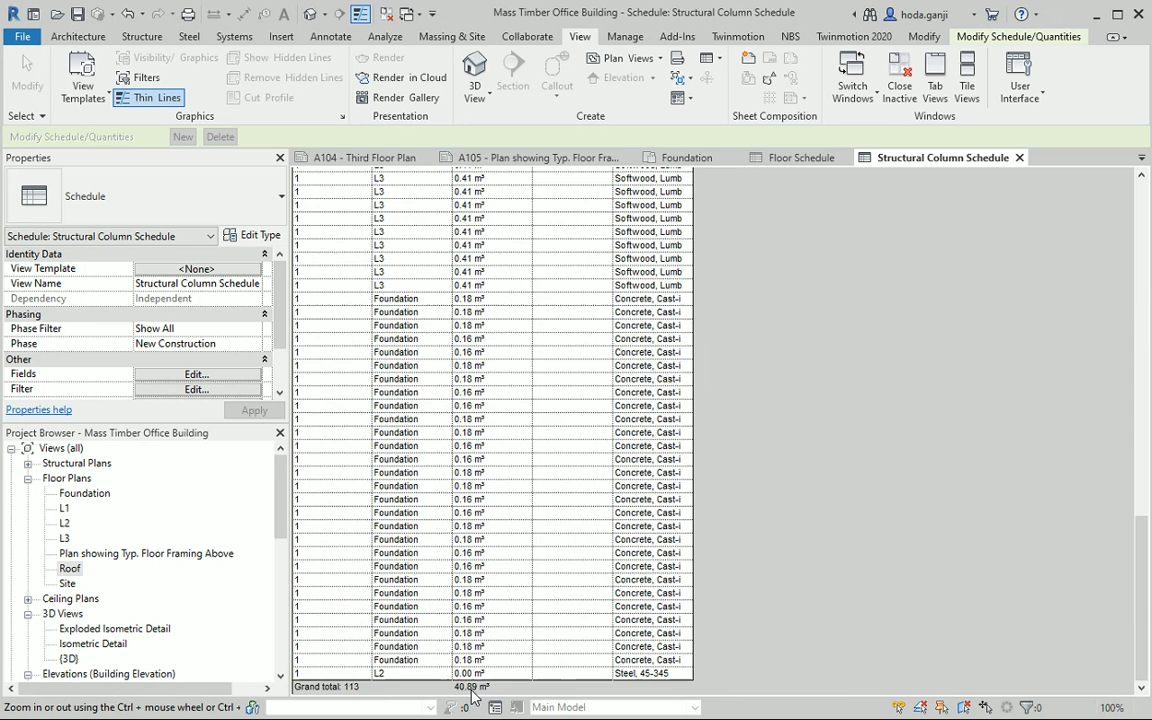 Mass Timber Office Building - Schedule: Structural Column Schedule
hoda.ganji
File Architecture Structure Steel Systems Insert Annotate Analyze Massing & Site Collaborate View Manage Add-Ins Twinmotion NBS Twinmotion 2020 Modify Modify Schedule/Quantities
Modify
View Templates
Visibility/ Graphics
Filters
Thin Lines
Show Hidden Lines
Remove Hidden Lines
Cut Profile
Render
Render in Cloud
Render Gallery
3D View
Section
Callout
Plan Views
Elevation
Switch Windows
Close Inactive
Tab Views
Tile Views
User Interface
Select Graphics Presentation Create Sheet Composition Windows
Modify Schedule/Quantities New Delete
Properties
A104 - Third Floor Plan A105 - Plan showing Typ. Floor Fra... Foundation Floor Schedule Structural Column Schedule
Schedule
Schedule: Structural Column Schedule Edit Type
Identity Data
View Template <None>
View Name Structural Column Schedule
Dependency Independent
Phasing
Phase Filter Show All
Phase New Construction
Other
Fields Edit...
Filter Edit...
Properties help Apply
Project Browser - Mass Timber Office Building
Views (all)
Structural Plans
Floor Plans
Foundation
L1
L2
L3
Plan showing Typ. Floor Framing Above
Roof
Site
Ceiling Plans
3D Views
Exploded Isometric Detail
Isometric Detail
{3D}
Elevations (Building Elevation)
1 L3 0.41 m³ Softwood, Lumb
1 L3 0.41 m³ Softwood, Lumb
1 L3 0.41 m³ Softwood, Lumb
1 L3 0.41 m³ Softwood, Lumb
1 L3 0.41 m³ Softwood, Lumb
1 L3 0.41 m³ Softwood, Lumb
1 L3 0.41 m³ Softwood, Lumb
1 L3 0.41 m³ Softwood, Lumb
1 L3 0.41 m³ Softwood, Lumb
1 Foundation 0.18 m³ Concrete, Cast-i
1 Foundation 0.18 m³ Concrete, Cast-i
1 Foundation 0.18 m³ Concrete, Cast-i
1 Foundation 0.16 m³ Concrete, Cast-i
1 Foundation 0.16 m³ Concrete, Cast-i
1 Foundation 0.18 m³ Concrete, Cast-i
1 Foundation 0.18 m³ Concrete, Cast-i
1 Foundation 0.16 m³ Concrete, Cast-i
1 Foundation 0.16 m³ Concrete, Cast-i
1 Foundation 0.18 m³ Concrete, Cast-i
1 Foundation 0.18 m³ Concrete, Cast-i
1 Foundation 0.16 m³ Concrete, Cast-i
1 Foundation 0.16 m³ Concrete, Cast-i
1 Foundation 0.18 m³ Concrete, Cast-i
1 Foundation 0.18 m³ Concrete, Cast-i
1 Foundation 0.16 m³ Concrete, Cast-i
1 Foundation 0.16 m³ Concrete, Cast-i
1 Foundation 0.18 m³ Concrete, Cast-i
1 Foundation 0.18 m³ Concrete, Cast-i
1 Foundation 0.16 m³ Concrete, Cast-i
1 Foundation 0.16 m³ Concrete, Cast-i
1 Foundation 0.18 m³ Concrete, Cast-i
1 Foundation 0.18 m³ Concrete, Cast-i
1 Foundation 0.16 m³ Concrete, Cast-i
1 Foundation 0.16 m³ Concrete, Cast-i
1 Foundation 0.18 m³ Concrete, Cast-i
1 Foundation 0.18 m³ Concrete, Cast-i
1 Foundation 0.18 m³ Concrete, Cast-i
1 L2 0.00 m³ Steel, 45-345
Grand total: 113 40.89 m³
Zoom in or out using the Ctrl + mouse wheel or Ctrl + :0 Main Model :0 100%